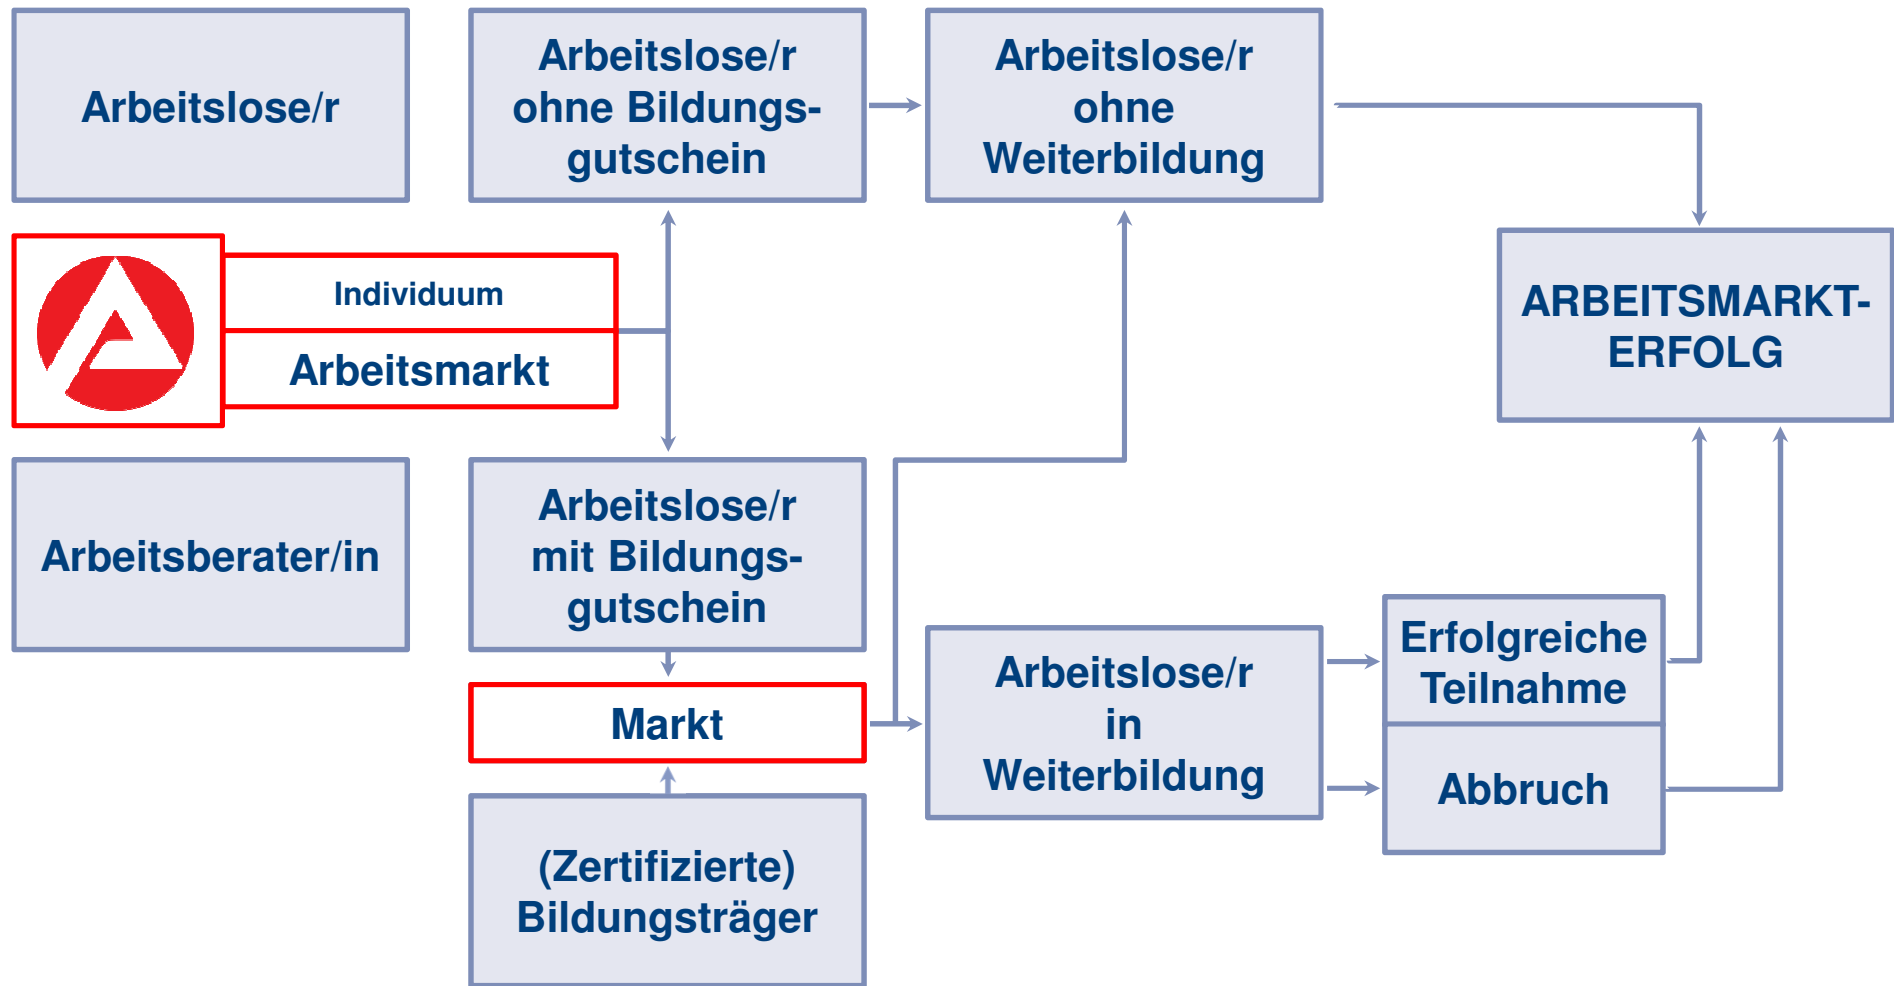 Arbeitslose/r
Arbeitslose/r
ohne Bildungs-
gutschein
Arbeitslose/r
ohne
Weiterbildung
Individuum
Arbeitsmarkt
ARBEITSMARKT-
ERFOLG
Arbeitsberater/in
Arbeitslose/r
mit Bildungs-
gutschein
Markt
(Zertifizierte)
Bildungsträger
Arbeitslose/r
in
Weiterbildung
Erfolgreiche
Teilnahme
Abbruch